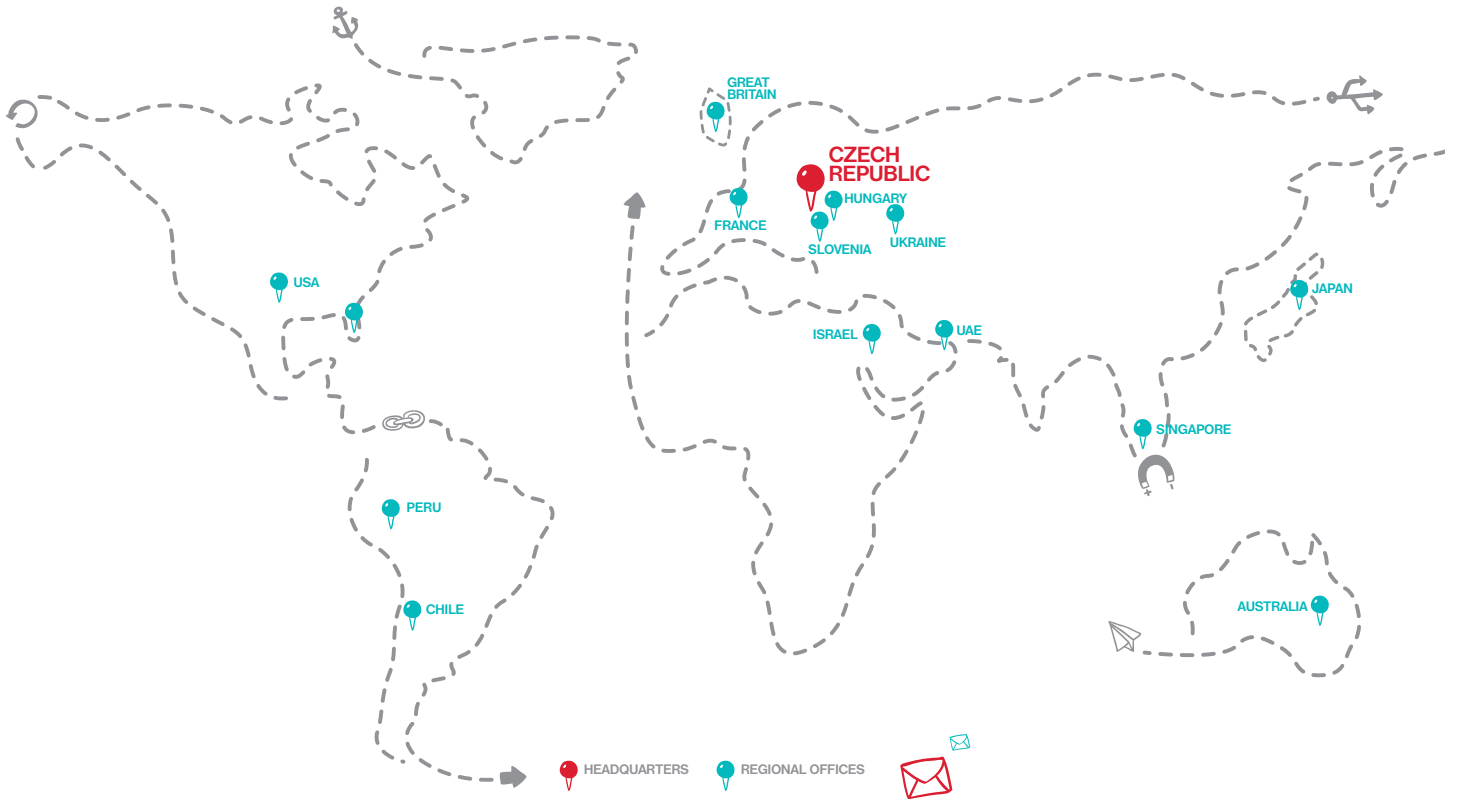 GREAT
BRITAIN
CZECH
REPUBLIC
HUNGARY
FRANCE
SLOVENIA
UKRAINE
USA
JAPAN
ISRAEL
UAE
SINGAPORE
PERU
CHILE
AUSTRALIA
HEADQUARTERS
REGIONAL OFFICES